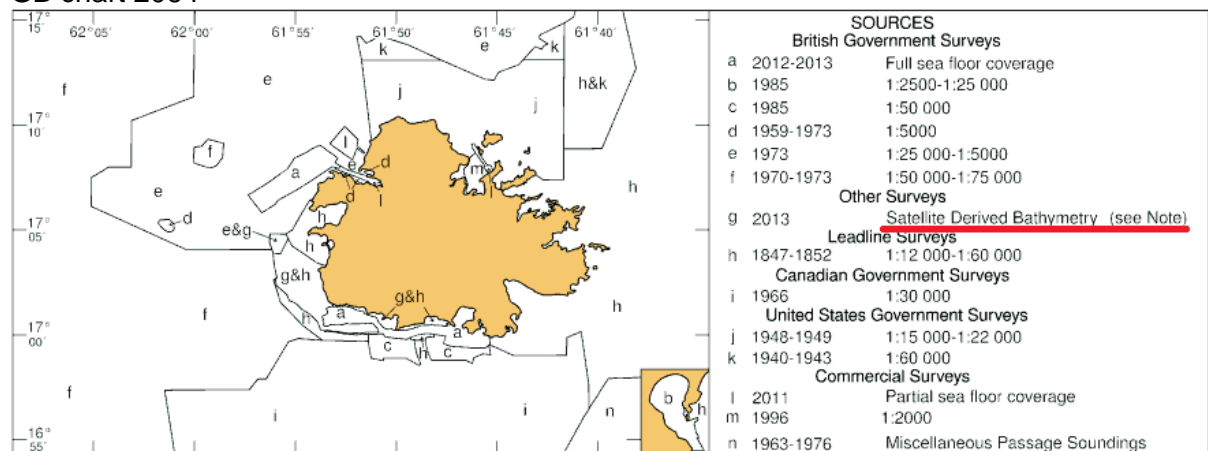 17°
15'
62°05'
62°00'
61°55'
61°50'
61°45'
61°40'
k
e
k
e
f
h&k
j
j
17°
10'
l
f
e
d
m
a
e
d
l
l
h
h
d
17°
05'
e&g
h
g&h
g&h
f
h
a
a
h
17°
00'
c
h
c
f
i
i
n
b
h
16°
55'
SOURCES
British Government Surveys
a 2012-2013 Full sea floor coverage
b 1985 1:2500-1:25 000
c 1985 1:50 000
d 1959-1973 1:5000
e 1973 1:25 000-1:5000
f 1970-1973 1:50 000-1:75 000
Other Surveys
g 2013 Satellite Derived Bathymetry (see Note)
Leadline Surveys
h 1847-1852 1:12 000-1:60 000
Canadian Government Surveys
i 1966 1:30 000
United States Government Surveys
j 1948-1949 1:15 000-1:22 000
k 1940-1943 1:60 000
Commercial Surveys
l 2011 Partial sea floor coverage
m 1996 1:2000
n 1963-1976 Miscellaneous Passage Soundings